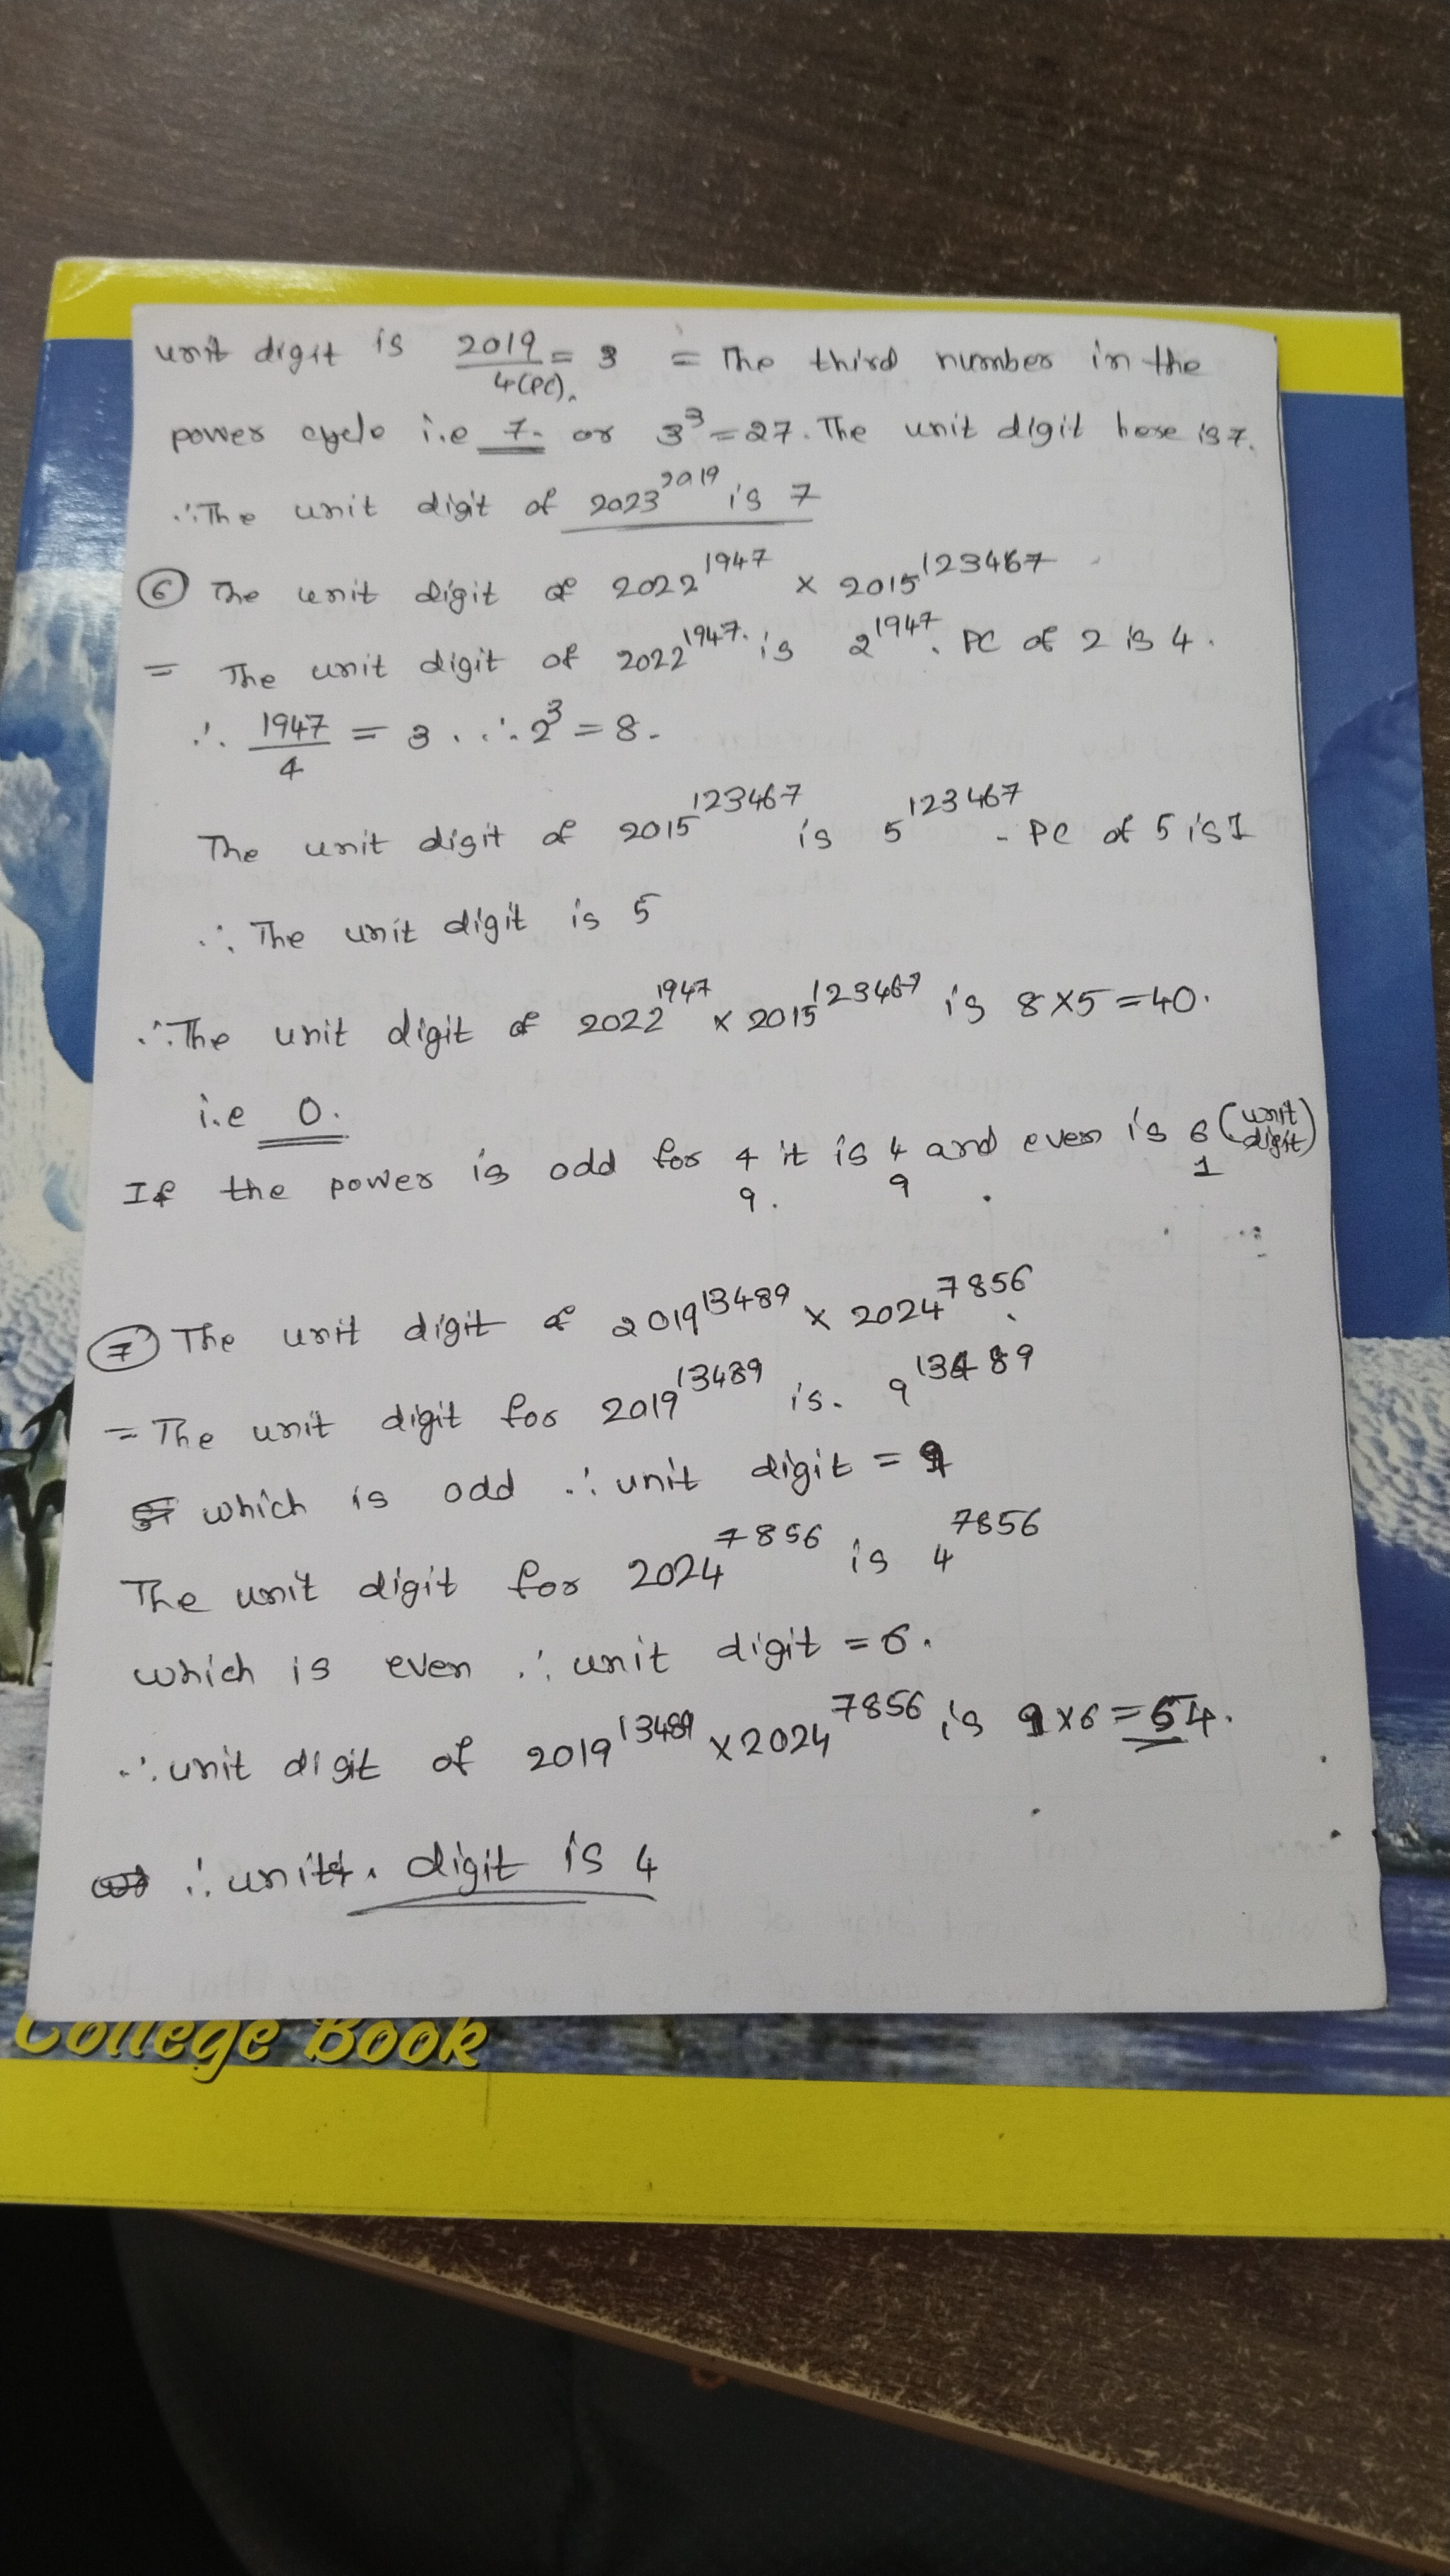 unit digit is 2019/4(PC). = 3 = The third number in the
power cycle i.e 7. or 3^3 = 27. The unit digit here is 7.
∴ The unit digit of 2023^2019 is 7
⑥ The unit digit of 2022^1947 × 2015^123467
= The unit digit of 2022^1947. is 2^1947. PC of 2 is 4.
∴ 1947/4 = 3. ∴ 2^3 = 8.
The unit digit of 2015^123467 is 5^123467 - PC of 5 is 1
∴ The unit digit is 5
∴ The unit digit of 2022^1947 × 2015^123467 is 8×5=40.
i.e 0.
If the power is odd for 4 it is 4 and even is 6 (unit digit)
9. 9 1
⑦ The unit digit of 2019^13489 × 2024^7856
= The unit digit for 2019^13489 is. 9^13489
which is odd ∴ unit digit = 9
The unit digit for 2024^7856 is 4^7856
which is even ∴ unit digit = 6.
∴ unit digit of 2019^13489 × 2024^7856 is 9×6=54.
∴ unit. digit is 4
College Book